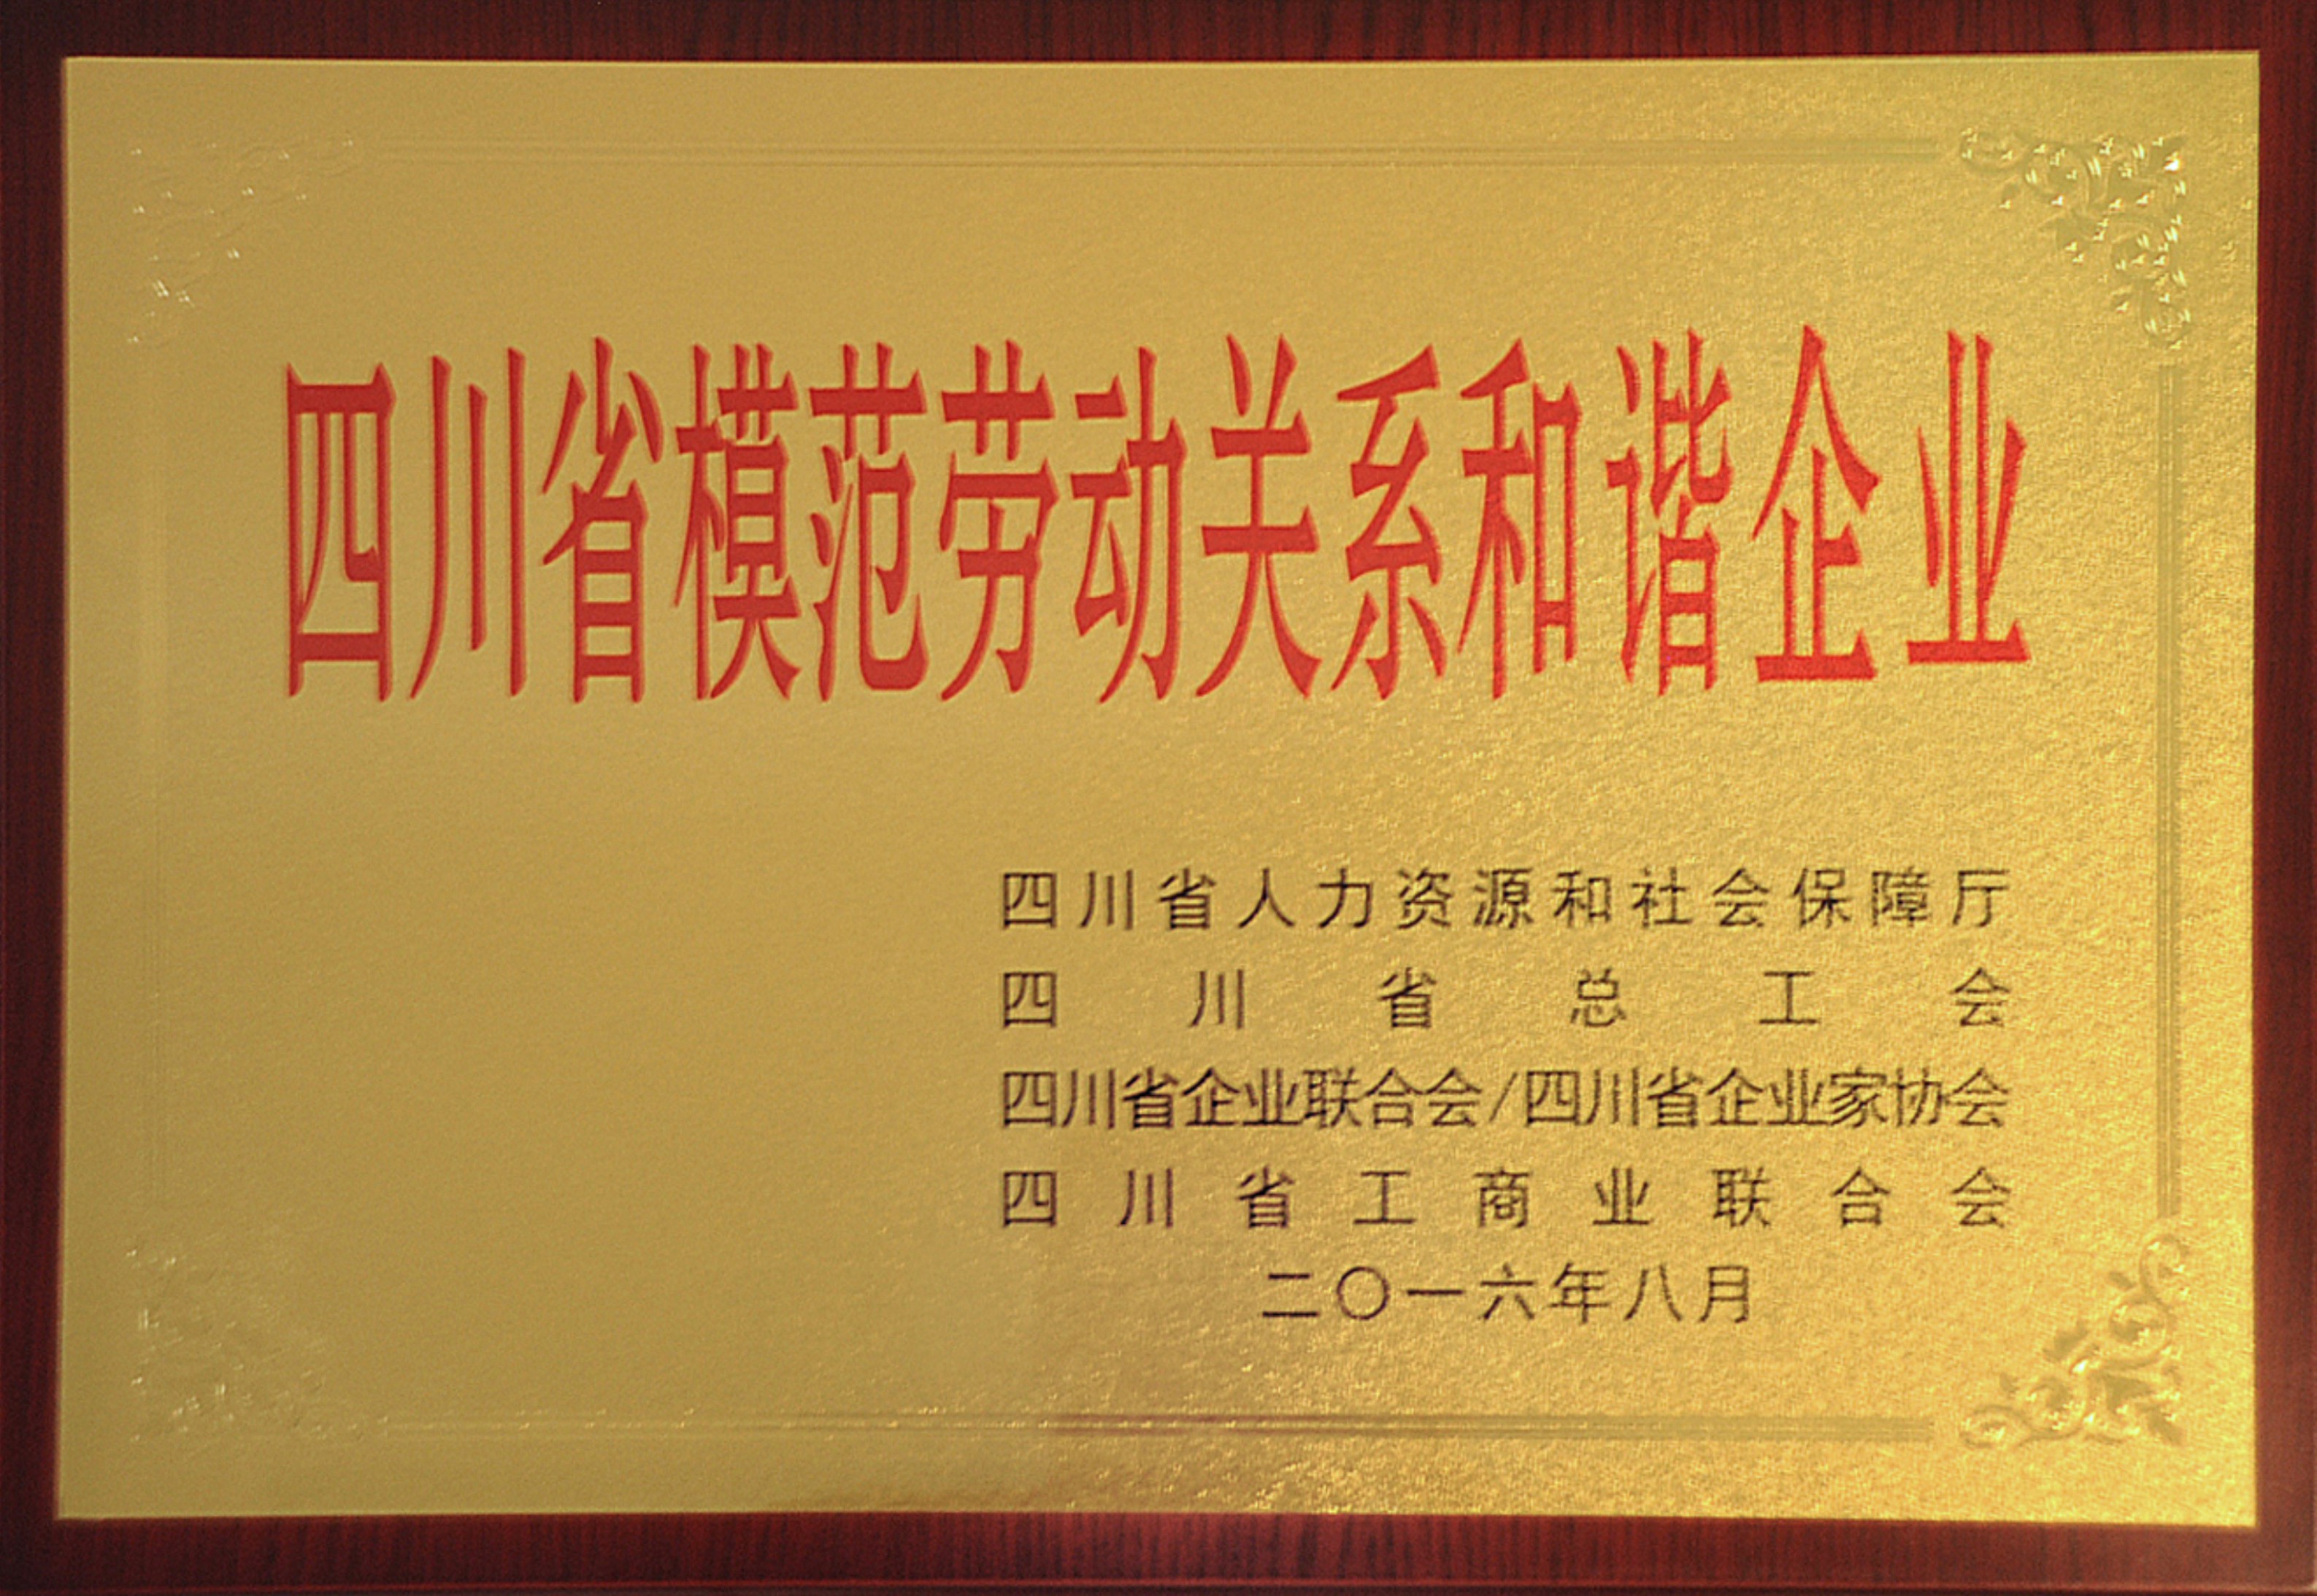 四川省模范劳动关系和谐企业
四川省人力资源和社会保障厅
四川省总工会
四川省企业联合会/四川省企业家协会
四川省工商业联合会
二〇一六年八月